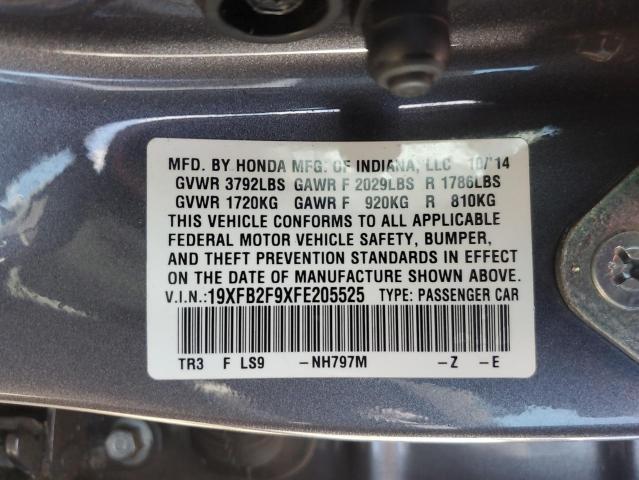 MFD. BY HONDA MFG. OF INDIANA, LLC 10/14
GVWR 3792LBS GAWR F 2029LBS R 1786LBS
GVWR 1720KG GAWR F 920KG R 810KG
THIS VEHICLE CONFORMS TO ALL APPLICABLE
FEDERAL MOTOR VEHICLE SAFETY, BUMPER,
AND THEFT PREVENTION STANDARDS IN EFFECT
ON THE DATE OF MANUFACTURE SHOWN ABOVE.
V.I.N.:19XFB2F9XFE205525 TYPE: PASSENGER CAR
TR3 F LS9 -NH797M -Z -E